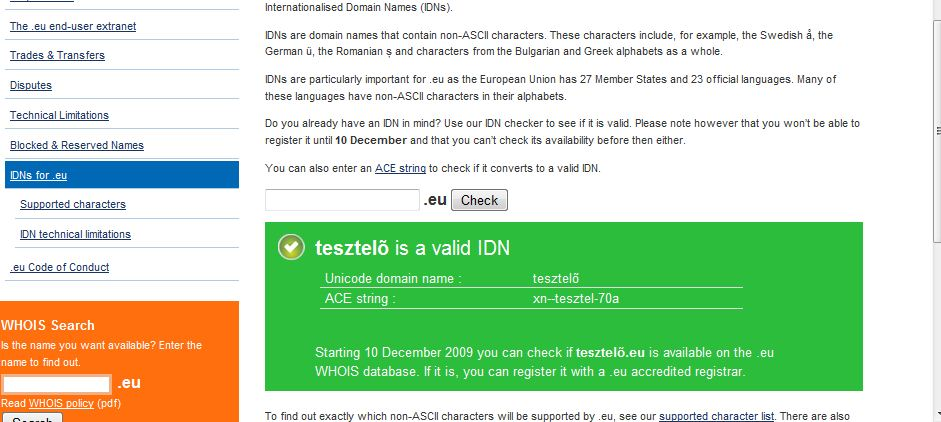 Internationalised Domain Names (IDNs).
The .eu end-user extranet
Trades & Transfers
Disputes
Technical Limitations
Blocked & Reserved Names
IDNs for .eu
Supported characters
IDN technical limitations
.eu Code of Conduct
WHOIS Search
Is the name you want available? Enter the
name to find out.
.eu
Read WHOIS policy (pdf)
Search
IDNs are domain names that contain non-ASCII characters. These characters include, for example, the Swedish å, the
German ü, the Romanian ș and characters from the Bulgarian and Greek alphabets as a whole.
IDNs are particularly important for .eu as the European Union has 27 Member States and 23 official languages. Many of
these languages have non-ASCII characters in their alphabets.
Do you already have an IDN in mind? Use our IDN checker to see if it is valid. Please note however that you won't be able to
register it until 10 December and that you can't check its availability before then either.
You can also enter an ACE string to check if it converts to a valid IDN.
.eu Check
tesztelõ is a valid IDN
Unicode domain name : tesztelõ
ACE string : xn--tesztel-70a
Starting 10 December 2009 you can check if tesztelõ.eu is available on the .eu
WHOIS database. If it is, you can register it with a .eu accredited registrar.
To find out exactly which non-ASCII characters will be supported by .eu, see our supported character list. There are also